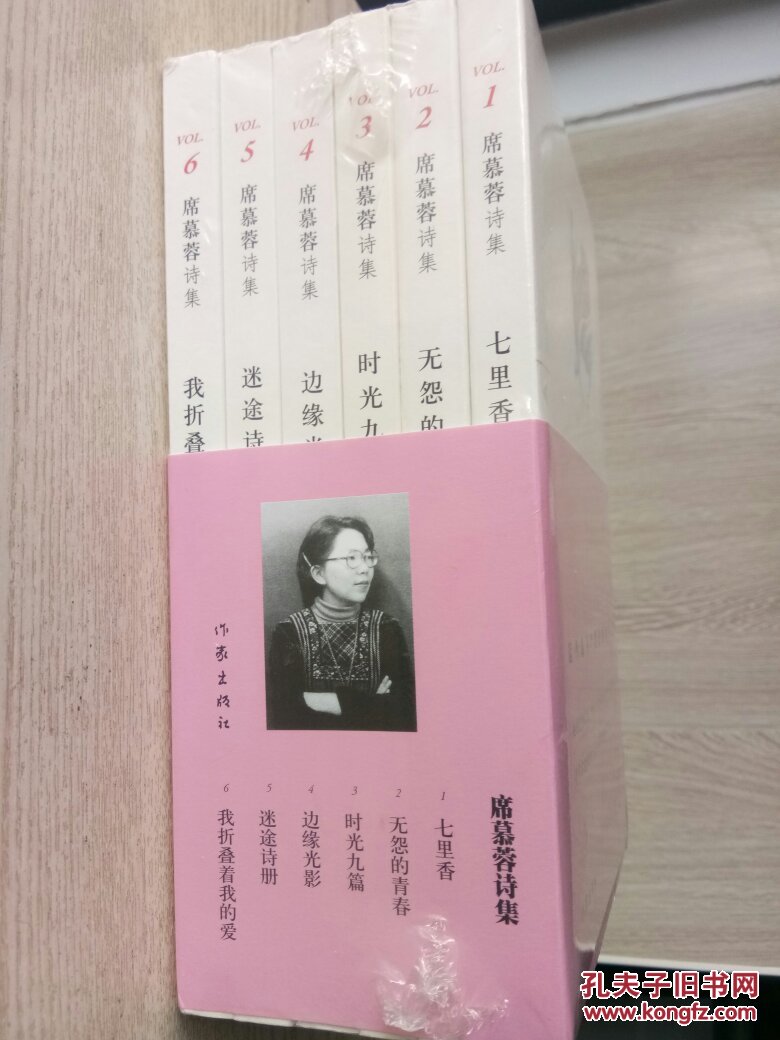 VOL.
1
席慕蓉诗集
七里香
VOL.
2
席慕蓉诗集
无怨的
VOL.
3
席慕蓉诗集
时光九
VOL.
4
席慕蓉诗集
边缘光
VOL.
5
席慕蓉诗集
迷途诗
VOL.
6
席慕蓉诗集
我折叠
席慕蓉诗集
1 七里香
2 无怨的青春
3 时光九篇
4 边缘光影
5 迷途诗册
6 我折叠着我的爱
作家出版社
孔夫子旧书网
www.kongfz.com